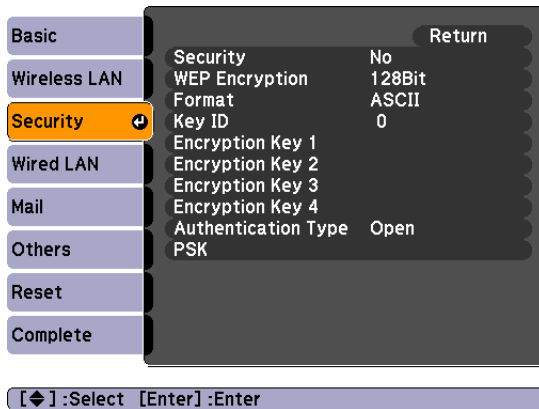 Basic
Wireless LAN
Security
Wired LAN
Mail
Others
Reset
Complete
Return
Security No
WEP Encryption 128Bit
Format ASCII
Key ID 0
Encryption Key 1
Encryption Key 2
Encryption Key 3
Encryption Key 4
Authentication Type Open
PSK
[◆] :Select [Enter] :Enter